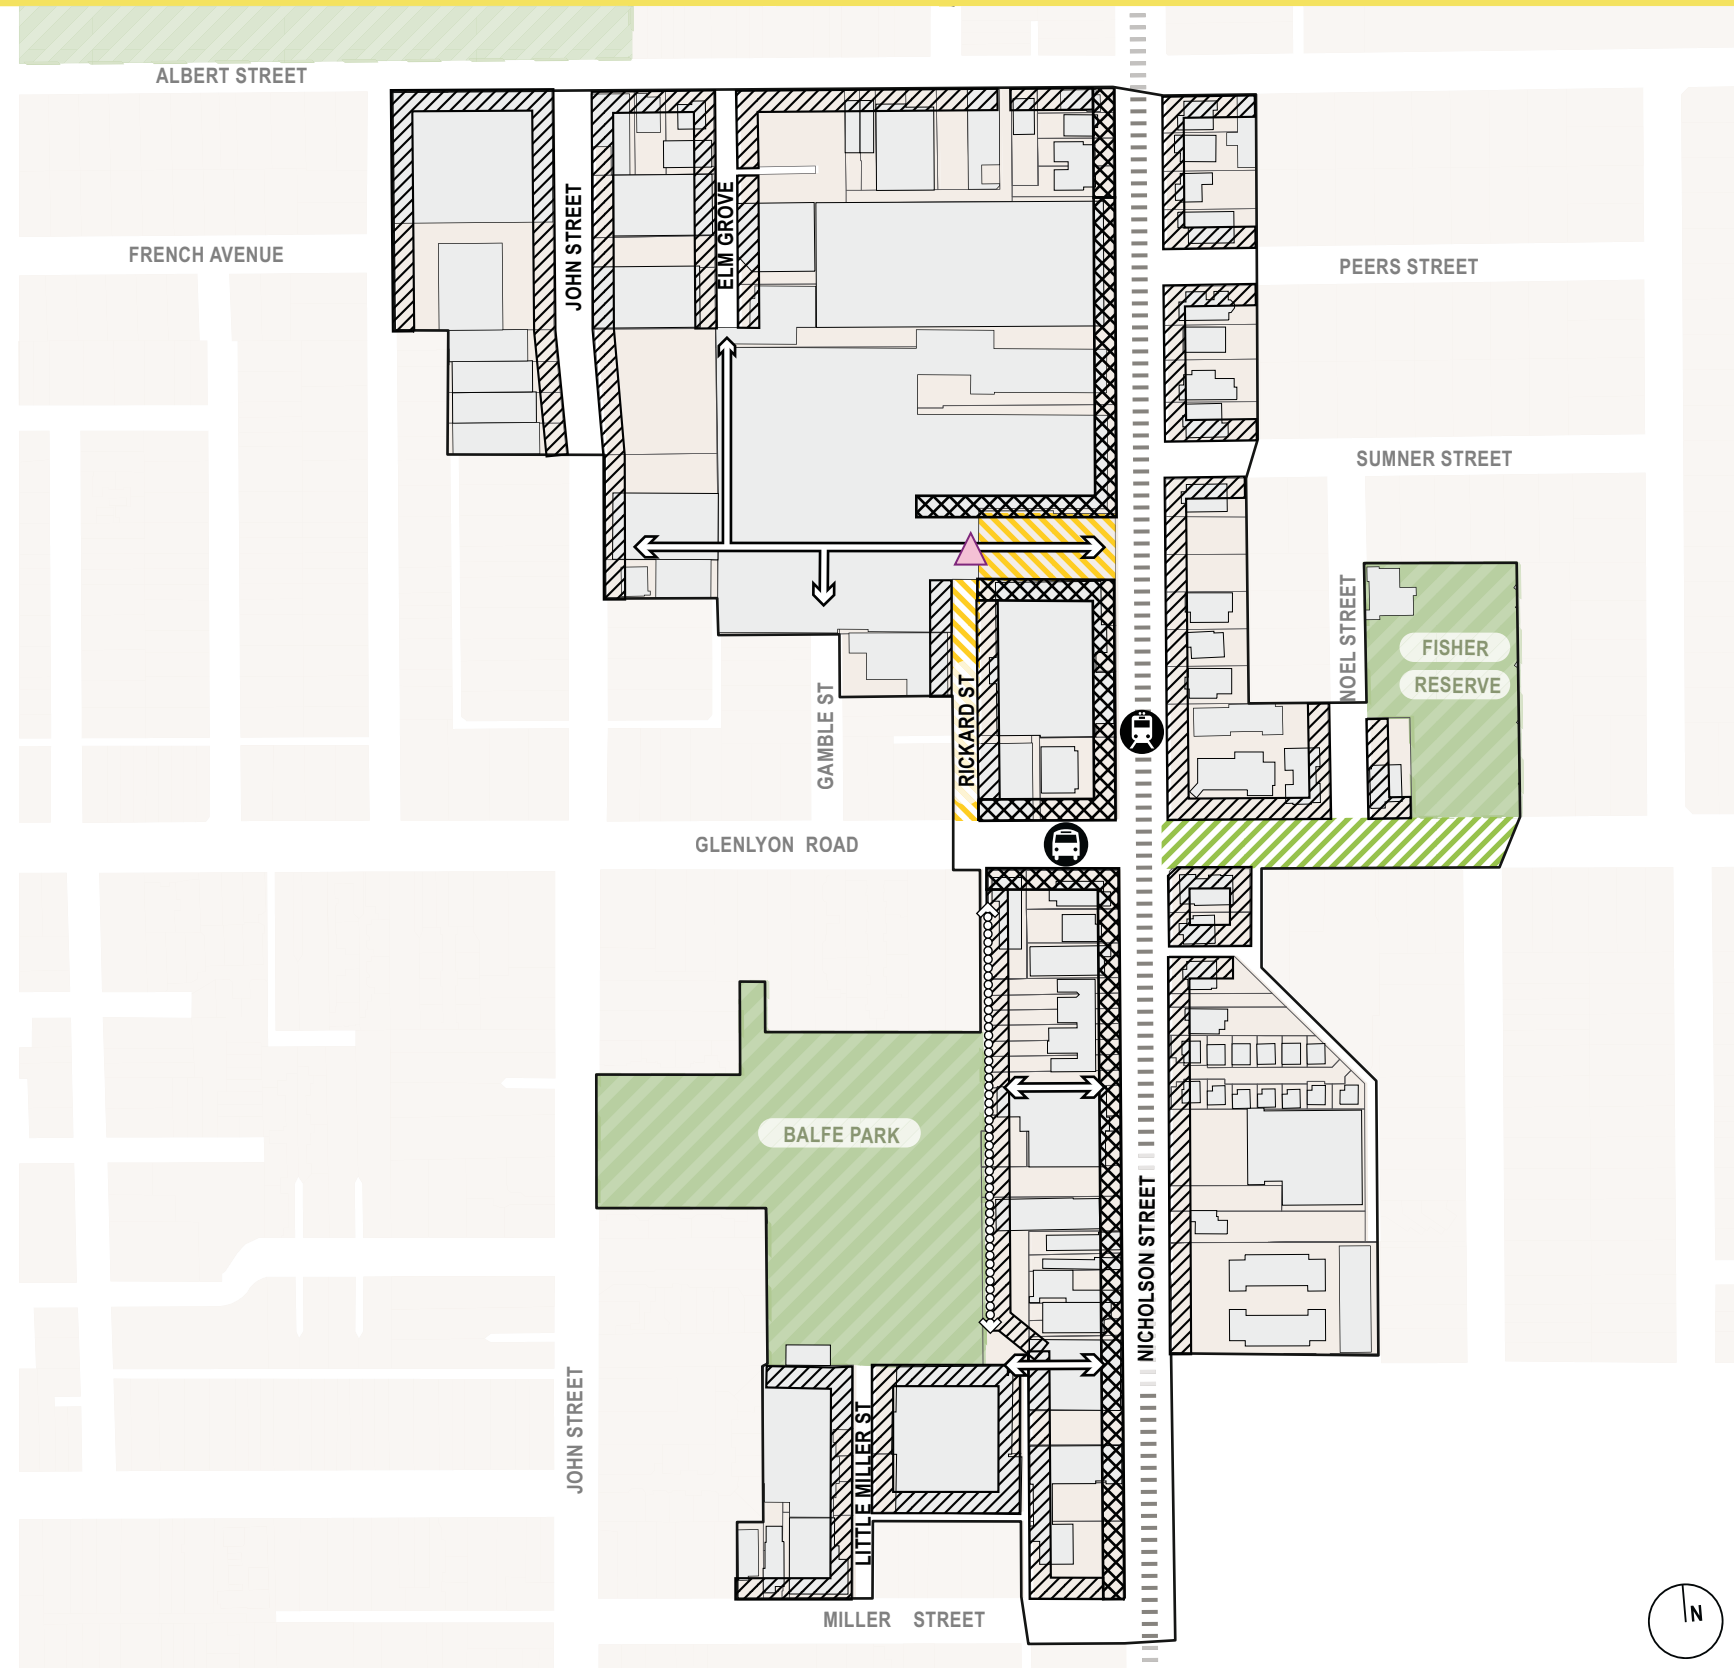 ALBERT STREET
FRENCH AVENUE
JOHN STREET
ELM GROVE
PEERS STREET
SUMNER STREET
NOEL STREET
FISHER
RESERVE
GAMBLE ST
RICKARD ST
GLENLYON ROAD
BALFE PARK
NICHOLSON STREET
JOHN STREET
LITTLE MILLER ST
MILLER STREET
N